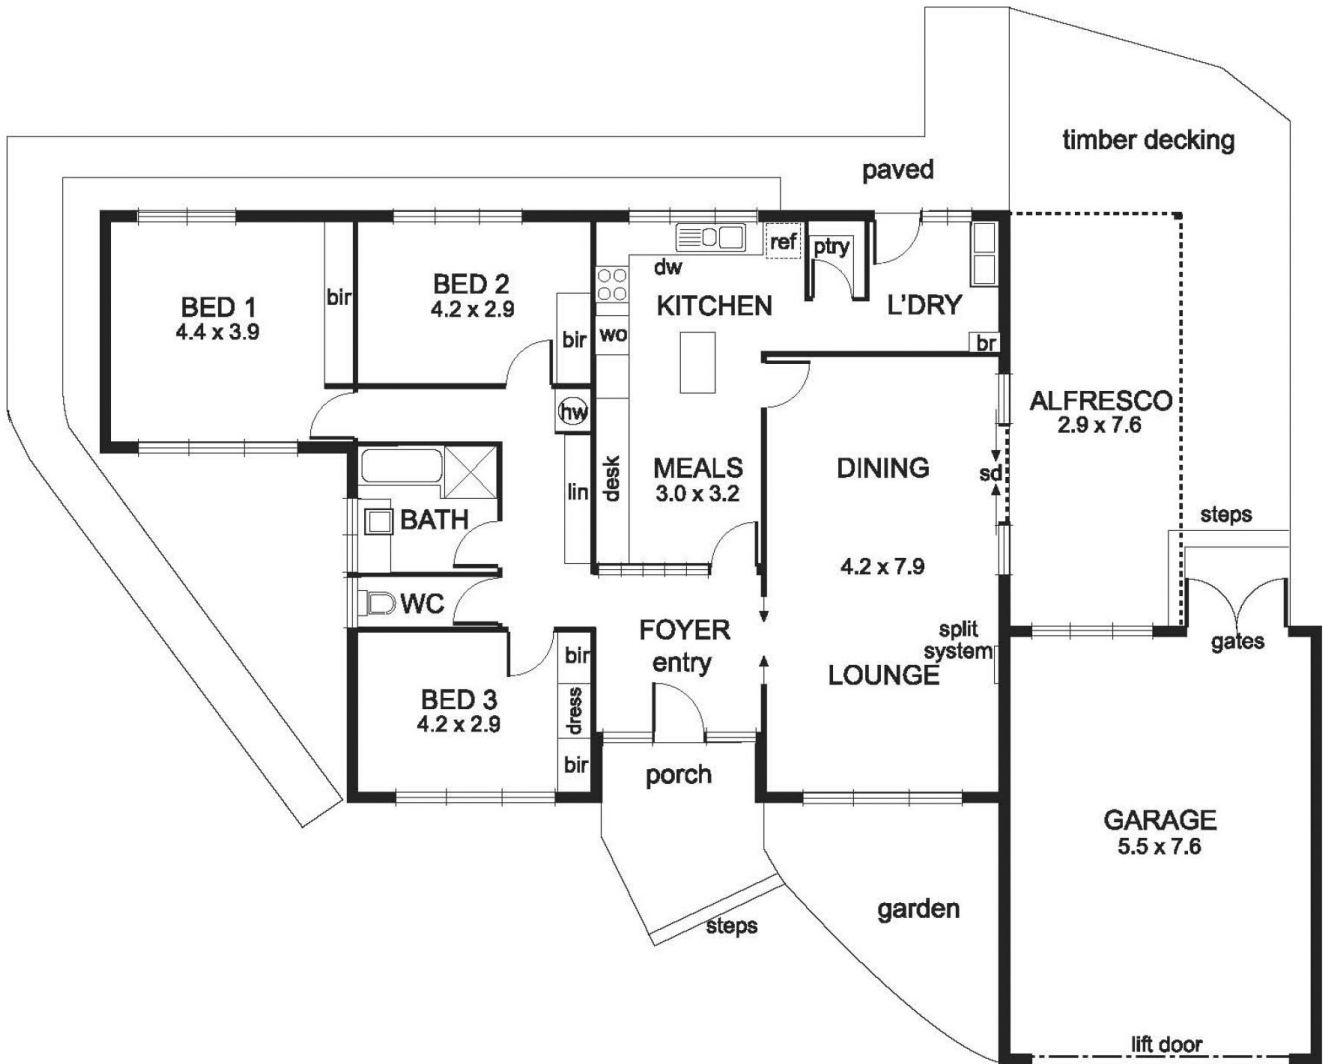 timber decking
paved
BED 1
4.4 x 3.9
bir
BED 2
4.2 x 2.9
bir
hw
lin
dw
ref
ptry
KITCHEN
wo
L'DRY
br
desk
MEALS
3.0 x 3.2
DINING
4.2 x 7.9
LOUNGE
split
system
sd
ALFRESCO
2.9 x 7.6
steps
gates
BATH
WC
BED 3
4.2 x 2.9
bir
dress
bir
FOYER
entry
porch
steps
garden
GARAGE
5.5 x 7.6
lift door